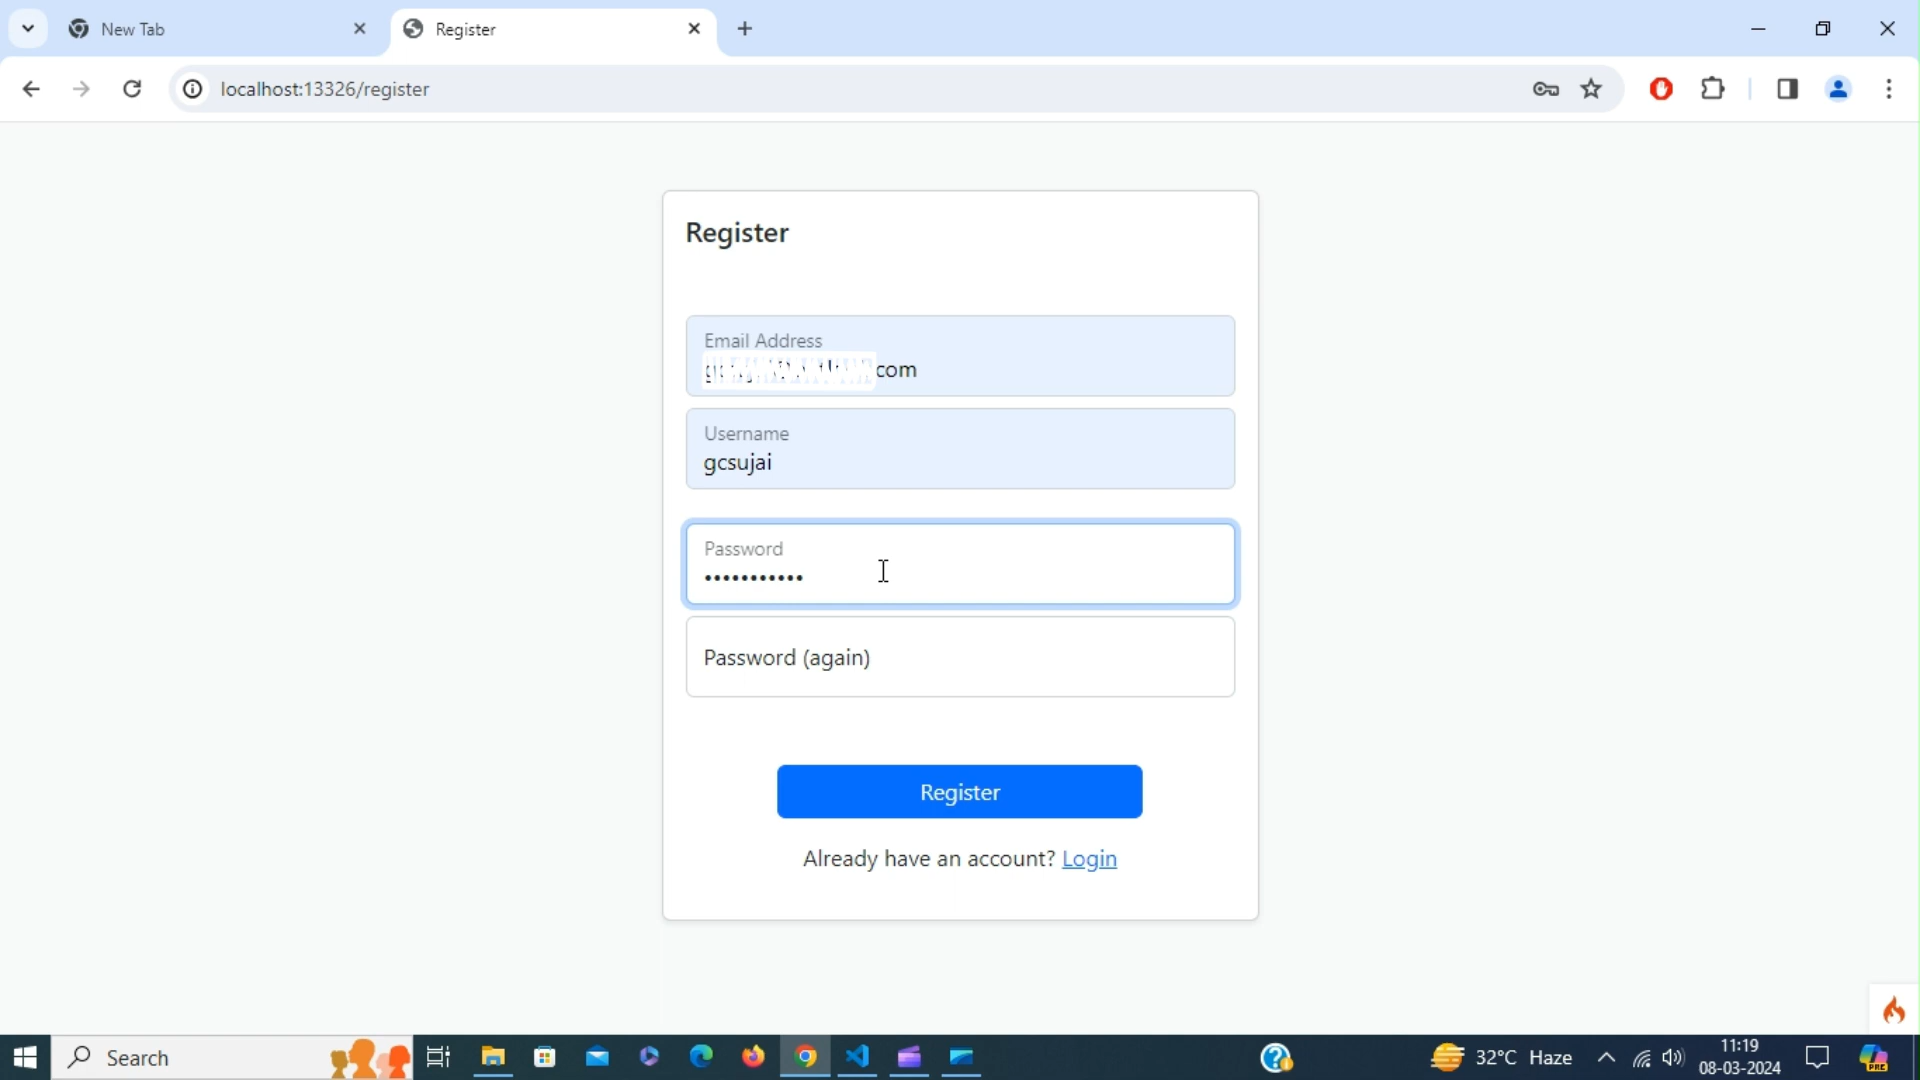 New Tab
Register
localhost:13326/register
Register
Email Address
com
Username
gcsujai
Password
Password (again)
Register
Already have an account? Login
Search
32°C Haze
11:19
08-03-2024
PRE